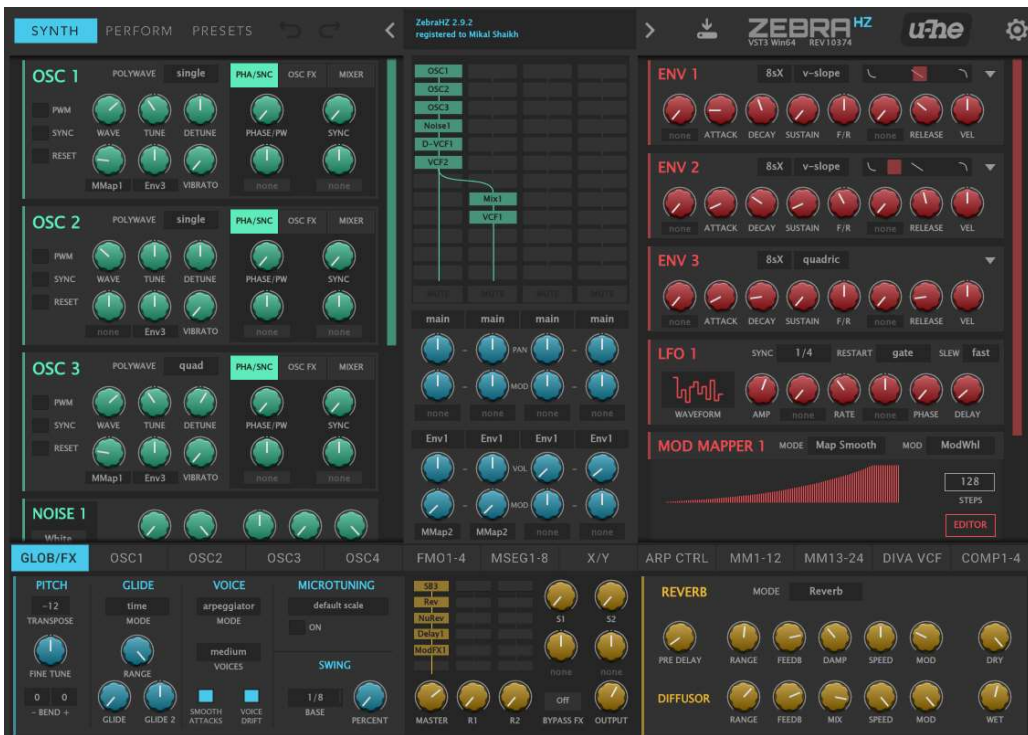 SYNTH PERFORM PRESETS
ZebraHZ 2.9.2
registered to Mikal Shaikh
ZEBRA HZ
VST3 Win64 REV10374
u-he
OSC 1 POLYWAVE single PHA/SNC OSC FX MIXER
PWM
SYNC
RESET
WAVE TUNE DETUNE PHASE/PW SYNC
MMap1 Env3 VIBRATO none none
OSC 2 POLYWAVE single PHA/SNC OSC FX MIXER
PWM
SYNC
RESET
WAVE TUNE DETUNE PHASE/PW SYNC
none Env3 VIBRATO none none
OSC 3 POLYWAVE quad PHA/SNC OSC FX MIXER
PWM
SYNC
RESET
WAVE TUNE DETUNE PHASE/PW SYNC
MMap1 Env3 VIBRATO none none
NOISE 1
White
OSC1
OSC2
OSC3
Noise1
D-VCF1
VCF2
Mix1
VCF1
MUTE MUTE MUTE MUTE
main main main main
PAN
MOD
none none none none
Env1 Env1 Env1 Env1
VOL
MOD
MMap2 MMap2 none none
ENV 1 8sX v-slope
none ATTACK DECAY SUSTAIN F/R none RELEASE VEL
ENV 2 8sX v-slope
none ATTACK DECAY SUSTAIN F/R none RELEASE VEL
ENV 3 8sX quadric
none ATTACK DECAY SUSTAIN F/R none RELEASE VEL
LFO 1 SYNC 1/4 RESTART gate SLEW fast
WAVEFORM AMP none RATE none PHASE DELAY
MOD MAPPER 1 MODE Map Smooth MOD ModWhl
128
STEPS
EDITOR
GLOB/FX OSC1 OSC2 OSC3 OSC4 FMO1-4 MSEG1-8 X/Y ARP CTRL MM1-12 MM13-24 DIVA VCF COMP1-4
PITCH GLIDE VOICE MICROTUNING
-12 time arpeggiator default scale
TRANSPOSE MODE MODE ON
medium
FINE TUNE RANGE VOICES SWING
0 0 1/8
- BEND + GLIDE GLIDE 2 SMOOTH ATTACKS VOICE DRIFT BASE PERCENT
SB3
Rev
NuRev
Delay1
ModFX1
S1 S2
none none
Off
MASTER R1 R2 BYPASS FX OUTPUT
REVERB MODE Reverb
PRE DELAY RANGE FEEDB DAMP SPEED MOD DRY
DIFFUSOR
RANGE FEEDB MIX SPEED MOD WET